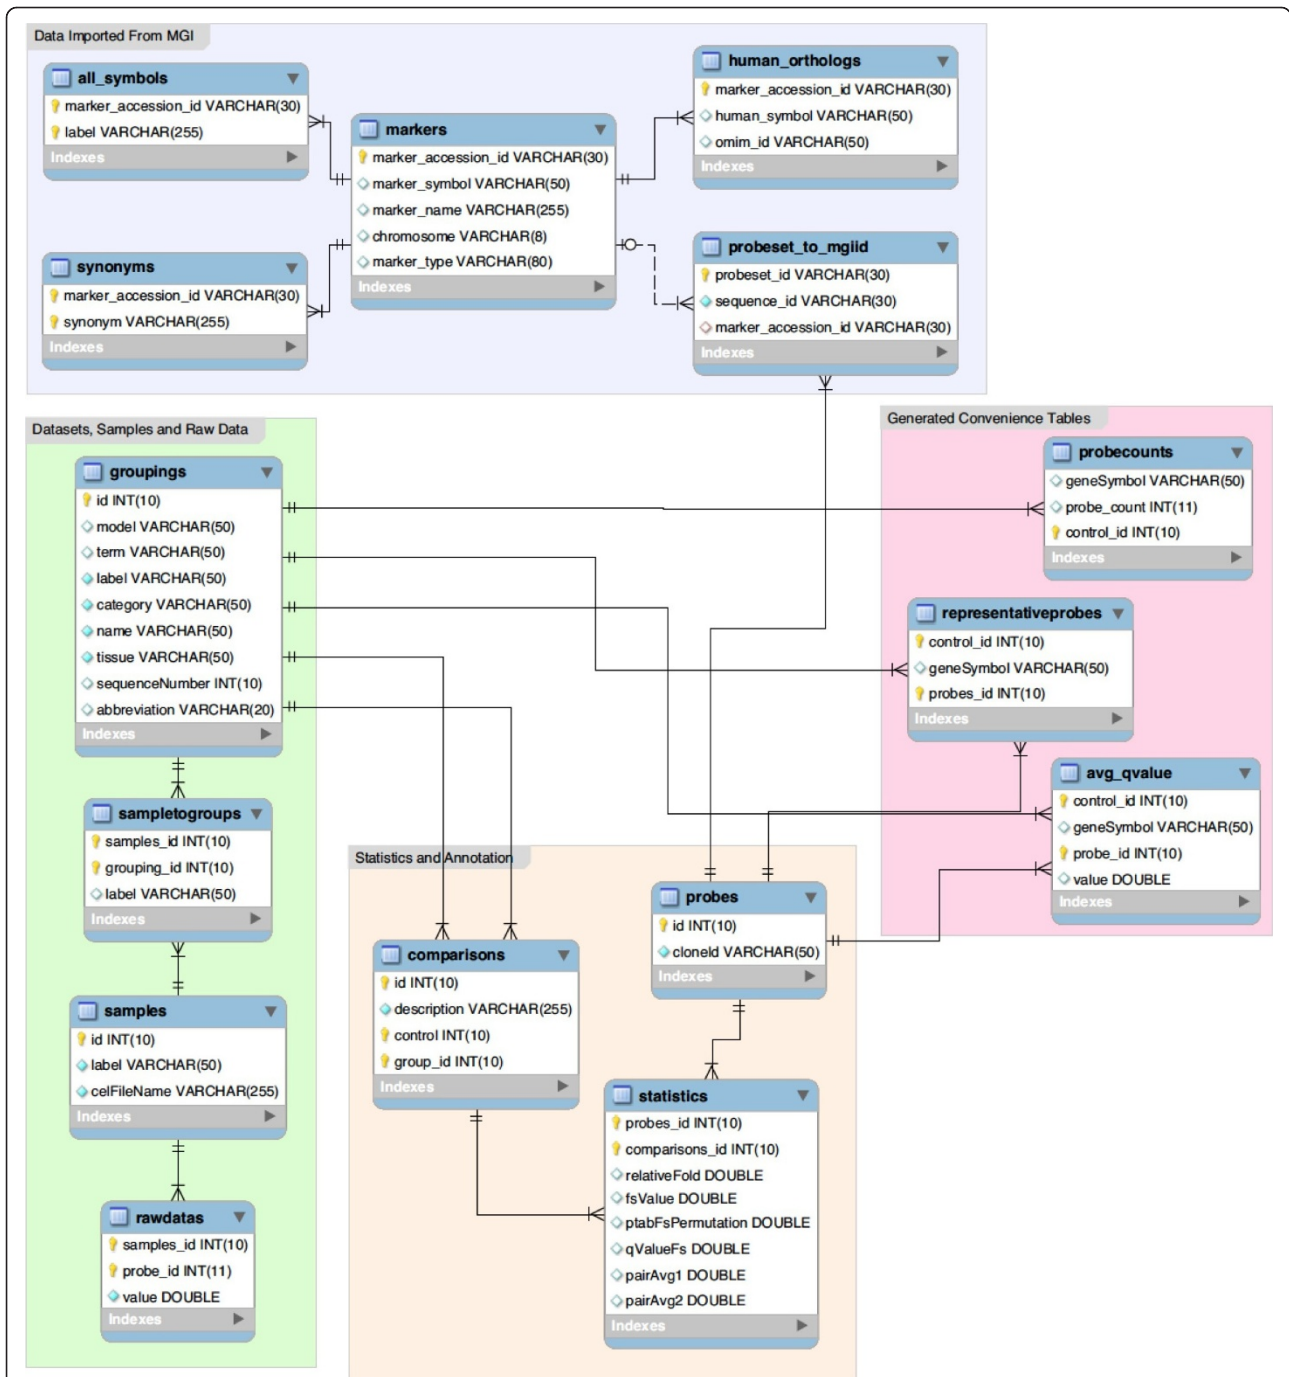 Data Imported From MGI
all_symbols
marker_accession_id VARCHAR(30)
label VARCHAR(255)
Indexes
markers
marker_accession_id VARCHAR(30)
marker_symbol VARCHAR(50)
marker_name VARCHAR(255)
chromosome VARCHAR(8)
marker_type VARCHAR(80)
Indexes
human_orthologs
marker_accession_id VARCHAR(30)
human_symbol VARCHAR(50)
omim_id VARCHAR(50)
Indexes
synonyms
marker_accession_id VARCHAR(30)
synonym VARCHAR(255)
Indexes
probeset_to_mgiid
probeset_id VARCHAR(30)
sequence_id VARCHAR(30)
marker_accession_id VARCHAR(30)
Indexes
Datasets, Samples and Raw Data
groupings
id INT(10)
model VARCHAR(50)
term VARCHAR(50)
label VARCHAR(50)
category VARCHAR(50)
name VARCHAR(50)
tissue VARCHAR(50)
sequenceNumber INT(10)
abbreviation VARCHAR(20)
Indexes
sampletogroups
samples_id INT(10)
grouping_id INT(10)
label VARCHAR(50)
Indexes
samples
id INT(10)
label VARCHAR(50)
celFileName VARCHAR(255)
Indexes
rawdatas
samples_id INT(10)
probe_id INT(11)
value DOUBLE
Indexes
Generated Convenience Tables
probecounts
geneSymbol VARCHAR(50)
probe_count INT(11)
control_id INT(10)
Indexes
representativeprobes
control_id INT(10)
geneSymbol VARCHAR(50)
probes_id INT(10)
Indexes
avg_qvalue
control_id INT(10)
geneSymbol VARCHAR(50)
probe_id INT(10)
value DOUBLE
Indexes
Statistics and Annotation
probes
id INT(10)
cloneId VARCHAR(50)
Indexes
comparisons
id INT(10)
description VARCHAR(255)
control INT(10)
group_id INT(10)
Indexes
statistics
probes_id INT(10)
comparisons_id INT(10)
relativeFold DOUBLE
fsValue DOUBLE
ptabFsPermutation DOUBLE
qValueFs DOUBLE
pairAvg1 DOUBLE
pairAvg2 DOUBLE
Indexes